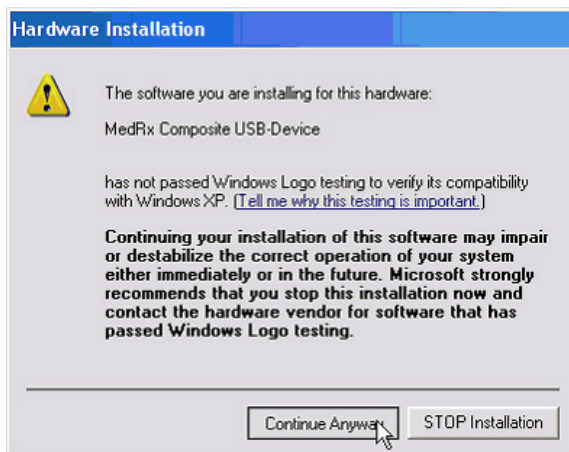 Hardware Installation
The software you are installing for this hardware:
MedRx Composite USB-Device
has not passed Windows Logo testing to verify its compatibility
with Windows XP. (Tell me why this testing is important.)
Continuing your installation of this software may impair
or destabilize the correct operation of your system
either immediately or in the future. Microsoft strongly
recommends that you stop this installation now and
contact the hardware vendor for software that has
passed Windows Logo testing.
Continue Anyway
STOP Installation